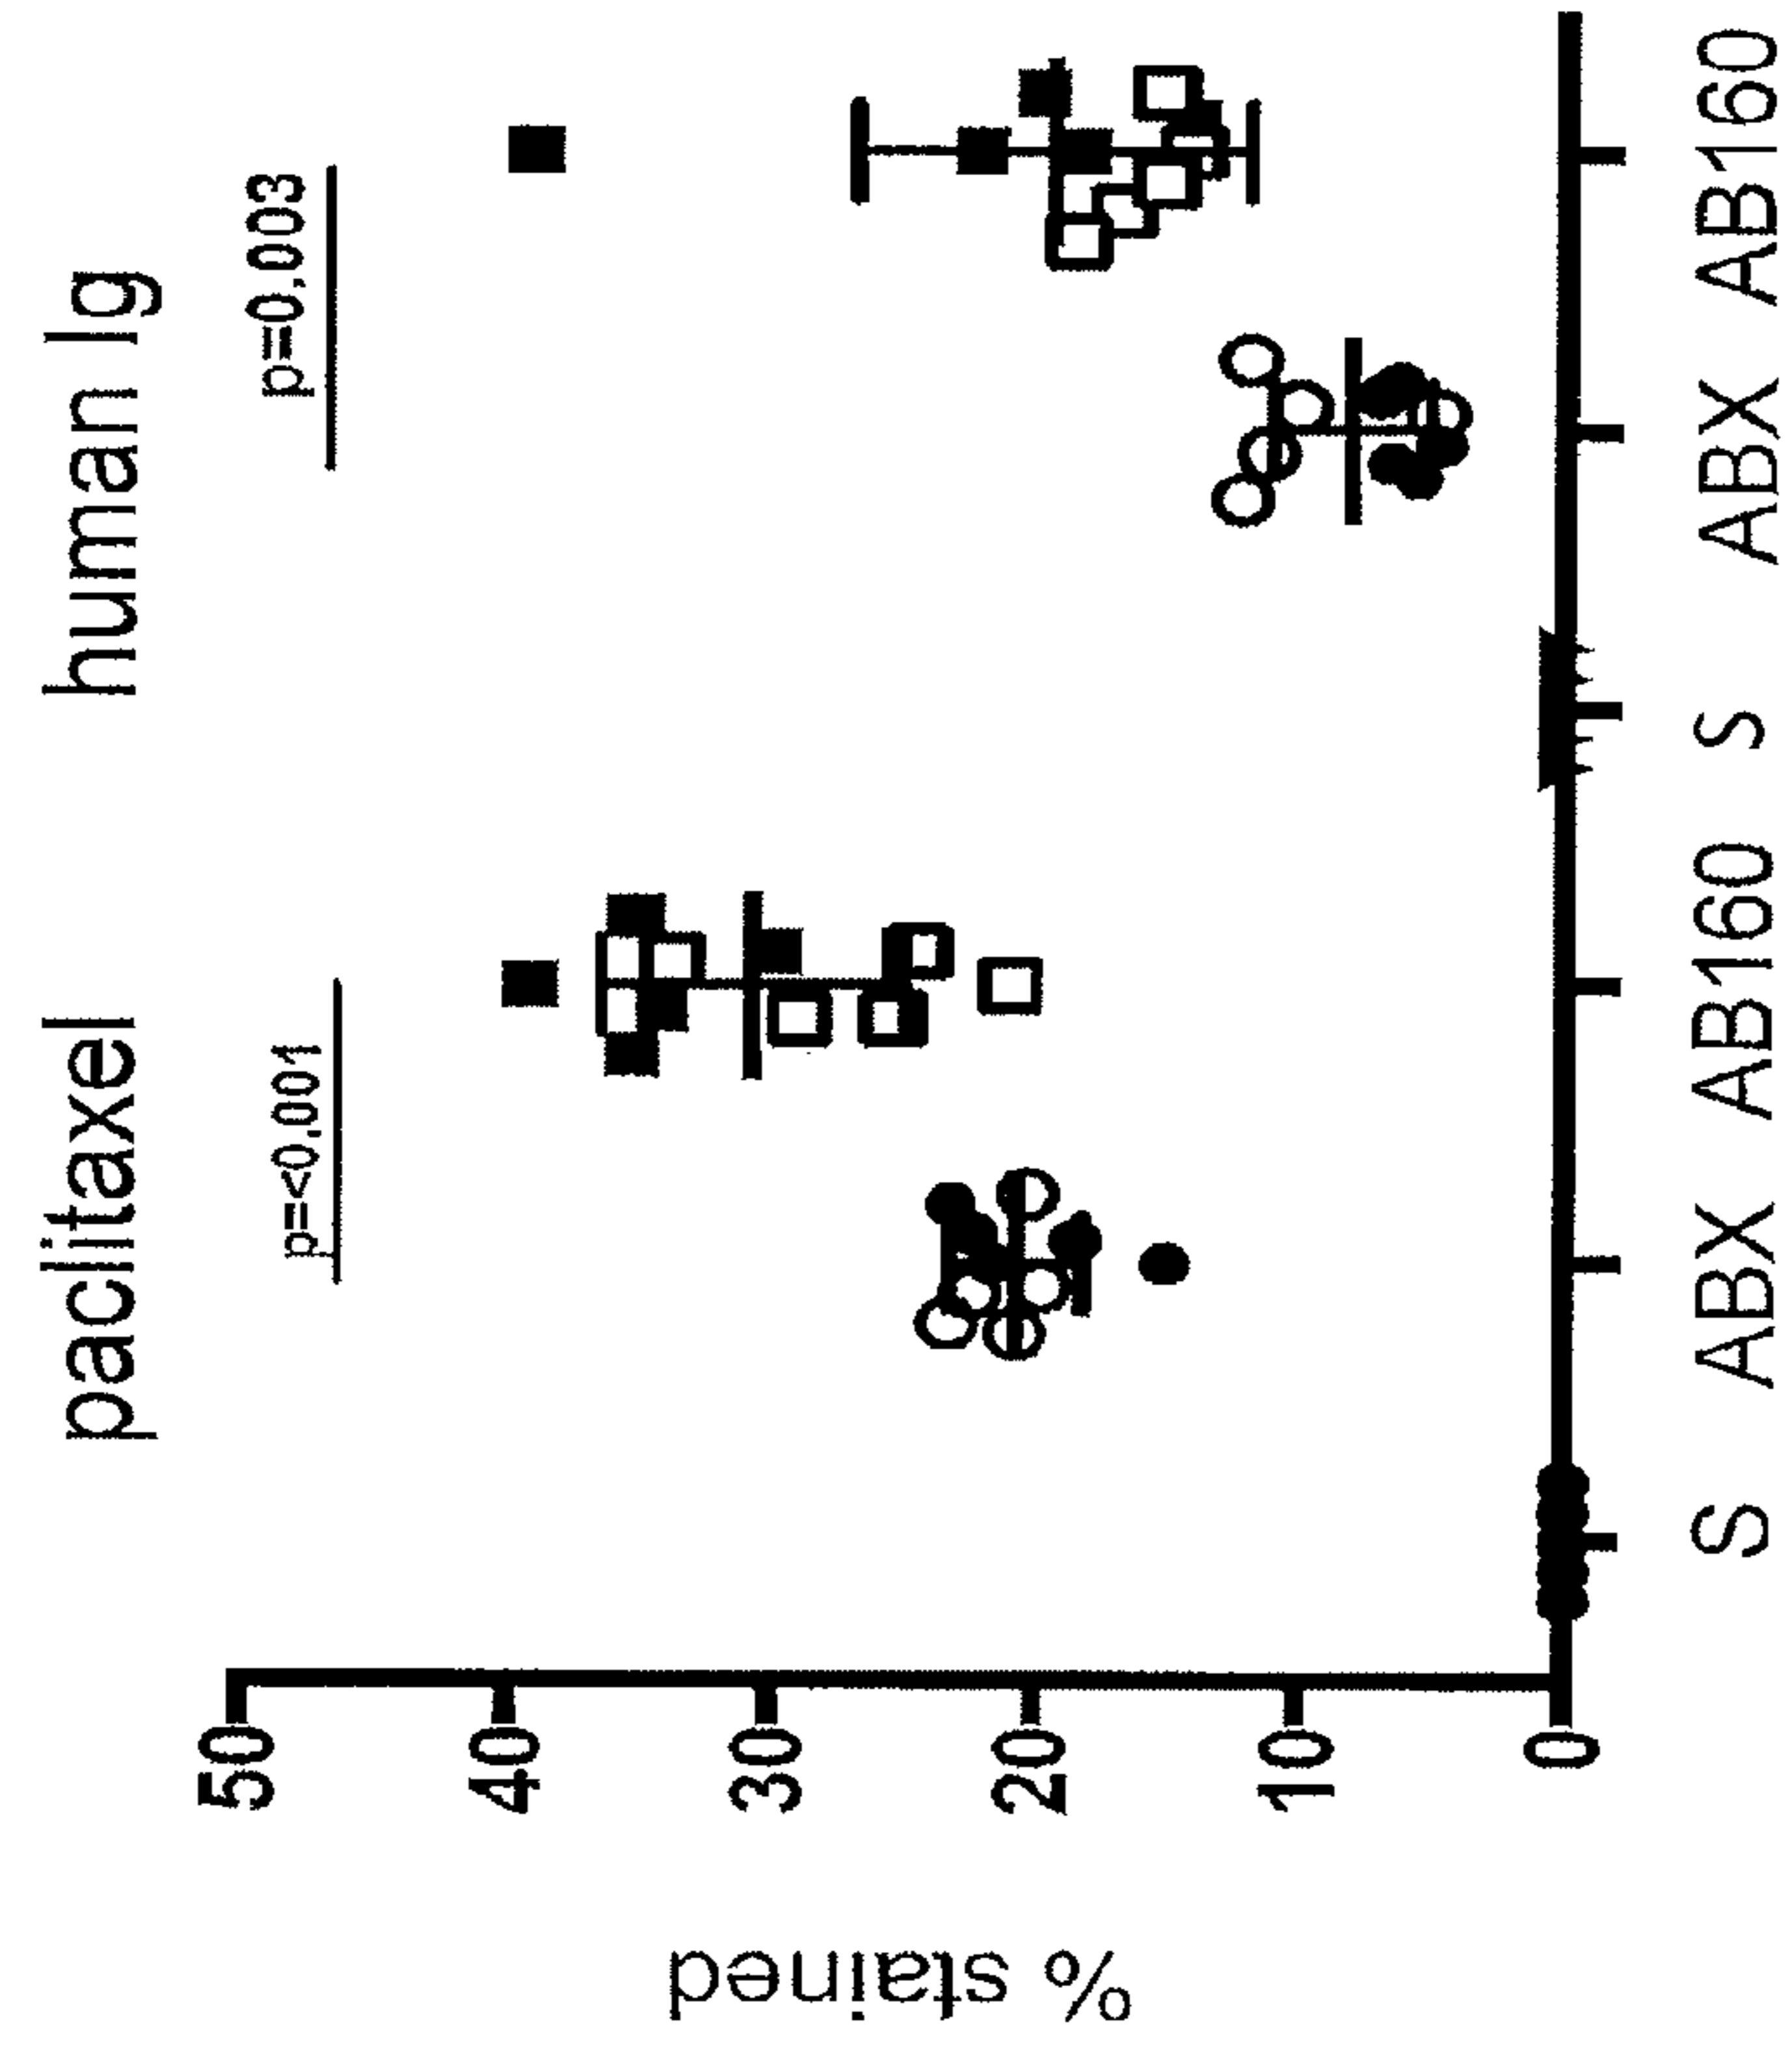 paclitaxel human Ig
p=<0,001 p=0,003
50
40
30
20
10
0
% stained
S ABX AB160 S ABX AB160